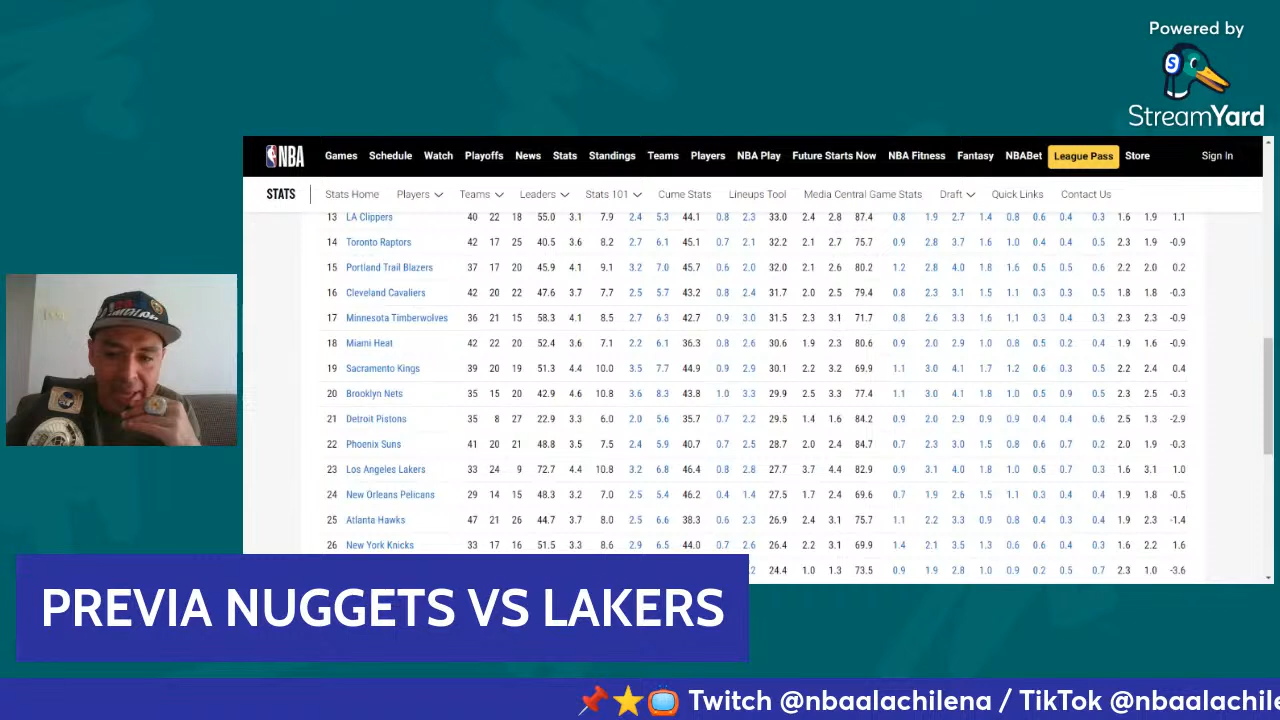 Powered by
StreamYard
NBA Games Schedule Watch Playoffs News Stats Standings Teams Players NBA Play Future Starts Now NBA Fitness Fantasy NBABet League Pass Store Sign In
STATS Stats Home Players Teams Leaders Stats 101 Cume Stats Lineups Tool Media Central Game Stats Draft Quick Links Contact Us
13 LA Clippers 40 22 18 55.0 3.1 7.9 2.4 5.3 44.1 0.8 2.3 33.0 2.4 2.8 87.4 0.8 1.9 2.7 1.4 0.8 0.6 0.4 0.3 1.6 1.9 1.1
14 Toronto Raptors 42 17 25 40.5 3.6 8.2 2.7 6.1 45.1 0.7 2.1 32.2 2.1 2.7 75.7 0.9 2.8 3.7 1.6 1.0 0.4 0.4 0.5 2.3 1.9 -0.9
15 Portland Trail Blazers 37 17 20 45.9 4.1 9.1 3.2 7.0 45.7 0.6 2.0 32.0 2.1 2.6 80.2 1.2 2.8 4.0 1.8 1.6 0.5 0.5 0.6 2.2 2.0 0.2
16 Cleveland Cavaliers 42 20 22 47.6 3.7 7.7 2.5 5.7 43.2 0.8 2.4 31.7 2.0 2.5 79.4 0.8 2.3 3.1 1.5 1.1 0.3 0.3 0.5 1.8 1.8 -0.3
17 Minnesota Timberwolves 36 21 15 58.3 4.1 8.5 2.7 6.3 42.7 0.9 3.0 31.5 2.3 3.1 71.7 0.8 2.6 3.3 1.6 1.1 0.3 0.4 0.3 2.3 2.3 -0.9
18 Miami Heat 42 22 20 52.4 3.6 7.1 2.2 6.1 36.3 0.8 2.6 30.6 1.9 2.3 80.6 0.9 2.0 2.9 1.0 0.8 0.5 0.2 0.4 1.9 1.6 -0.9
19 Sacramento Kings 39 20 19 51.3 4.4 10.0 3.5 7.7 44.9 0.9 2.9 30.1 2.2 3.2 69.9 1.1 3.0 4.1 1.7 1.2 0.6 0.3 0.5 2.2 2.4 0.4
20 Brooklyn Nets 35 15 20 42.9 4.6 10.8 3.6 8.3 43.8 1.0 3.3 29.9 2.5 3.3 77.4 1.1 3.0 4.1 1.8 1.0 0.5 0.9 0.5 2.3 2.5 -0.3
21 Detroit Pistons 35 8 27 22.9 3.3 6.0 2.0 5.6 35.7 0.7 2.2 29.5 1.4 1.6 84.2 0.9 2.0 2.9 0.9 0.9 0.4 0.4 0.6 2.5 1.3 -2.9
22 Phoenix Suns 41 20 21 48.8 3.5 7.5 2.4 5.9 40.7 0.7 2.5 28.7 2.0 2.4 84.7 0.7 2.3 3.0 1.5 0.8 0.6 0.7 0.2 2.0 1.9 -0.3
23 Los Angeles Lakers 33 24 9 72.7 4.4 10.8 3.2 6.8 46.4 0.8 2.8 27.7 3.7 4.4 82.9 0.9 3.1 4.0 1.8 1.0 0.5 0.4 0.3 1.6 3.1 1.0
24 New Orleans Pelicans 29 14 15 48.3 3.2 7.0 2.5 5.4 46.2 0.4 1.4 27.5 1.7 2.4 69.6 0.7 1.9 2.6 1.5 1.1 0.3 0.4 0.4 1.9 1.8 -0.5
25 Atlanta Hawks 47 21 26 44.7 3.7 8.0 2.5 6.6 38.3 0.6 2.3 26.9 2.4 3.1 75.7 1.1 2.2 3.3 0.9 0.8 0.4 0.3 0.4 1.9 2.3 -1.4
26 New York Knicks 33 17 16 51.5 3.3 8.6 2.9 6.5 44.0 0.7 2.6 26.4 2.2 3.1 69.9 1.4 2.1 3.5 1.3 0.6 0.6 0.4 0.3 1.6 2.2 1.6
.2 24.4 1.0 1.3 73.5 0.9 1.9 2.8 1.0 0.9 0.2 0.5 0.7 2.3 1.0 -3.6
PREVIA NUGGETS VS LAKERS
Twitch @nbaalachilena / TikTok @nbaalachile